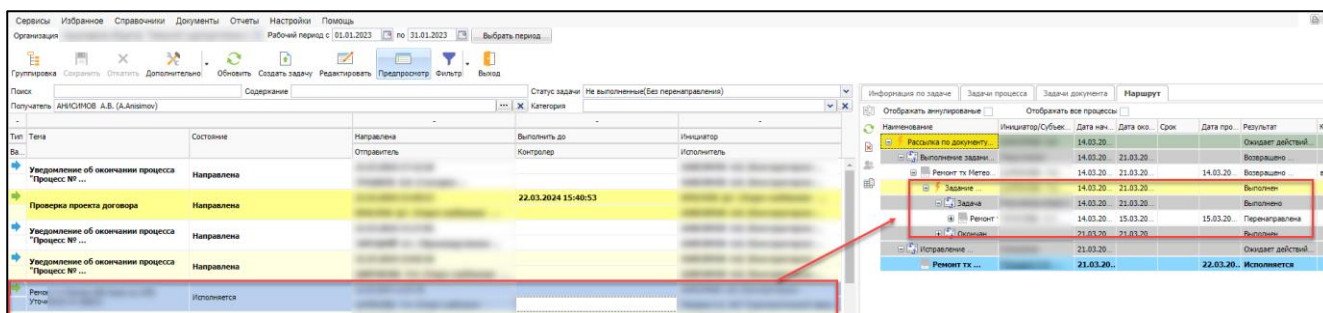 Сервисы Избранное Справочники Документы Отчеты Настройки Помощь
Организация Рабочий период с 01.01.2023 по 31.01.2023 Выбрать период
Группировка Сохранить Откатить Дополнительно Обновить Создать задачу Редактировать Предпросмотр Фильтр Выход
Поиск Содержание Статус задачи Не выполненные(Без перенаправления)
Получатель АНИСИМОВ А.В. (A.Anisimov) Категория
Тип Тема Состояние Направлена Выполнить до Инициатор
Ва... Отправитель Контролер Исполнитель
Уведомление об окончании процесса
"Процесс № ...
Направлена
Проверка проекта договора Направлена 22.03.2024 15:40:53
Уведомление об окончании процесса
"Процесс № ...
Направлена
Уведомление об окончании процесса
"Процесс № ...
Направлена
Исполняется
Информация по задаче Задачи процесса Задачи документа Маршрут
Отображать аннулированые Отображать все процессы
Наименование Инициатор/Субъек... Дата нач... Дата око... Срок Дата про... Результат
Рассылка по документу... 14.03.20... Ожидает действий...
Выполнение задани... 14.03.20... 21.03.20... Возвращено ...
Ремонт тх Метео... 14.03.20... 21.03.20... 14.03.20... Возвращено ...
Задание ... 14.03.20... 21.03.20... Выполнен
Задача 14.03.20... 21.03.20... Выполнено
Ремонт 14.03.20... 15.03.20... 15.03.20... Перенаправлена
Окончан... 21.03.20... 21.03.20... Выполнен
Исправление ... 21.03.20... Ожидает действий...
Ремонт тх ... 21.03.20... 22.03.20... Исполняется